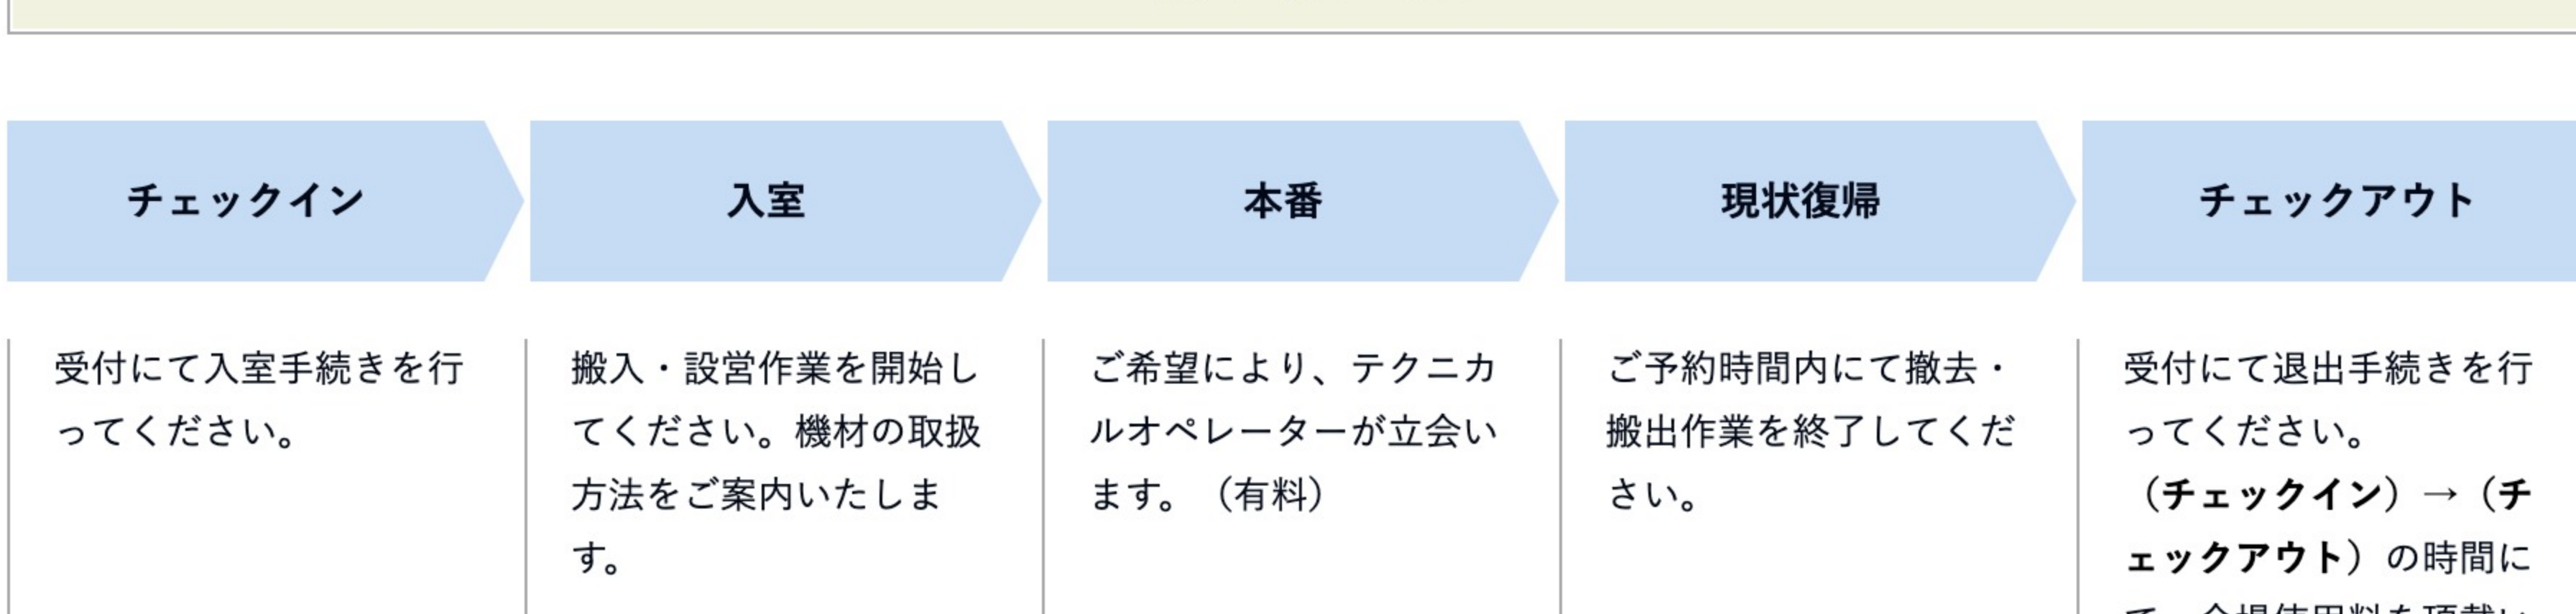 チェックイン
入室
本番
現状復帰
チェックアウト
受付にて入室手続きを行
ってください。
搬入・設営作業を開始し
てください。機材の取扱
方法をご案内いたしま
す。
ご希望により、テクニカ
ルオペレーターが立会い
ます。（有料）
ご予約時間内にて撤去・
搬出作業を終了してくだ
さい。
受付にて退出手続きを行
ってください。
（チェックイン）→（チ
ェックアウト）の時間に